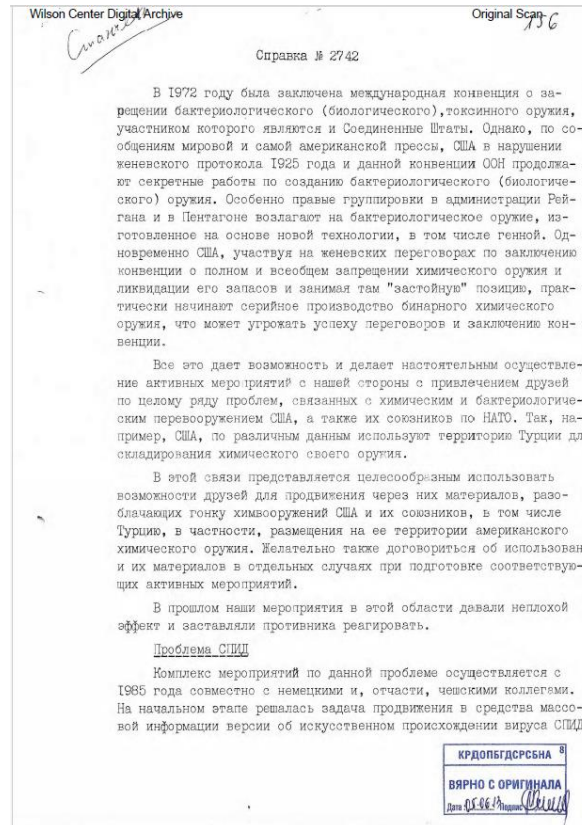 Wilson Center Digital Archive
Original Scan
196
Справка № 2742
В 1972 году была заключена международная конвенция о за-
рещении бактериологического (биологического),токсинного оружия,
участником которого являются и Соединенные Штаты. Однако, по со-
общениям мировой и самой американской прессы, США в нарушении
женевского протокола 1925 года и данной конвенции ООН продолжа-
ют секретные работы по созданию бактериологического (биологиче-
ского) оружия. Особенно правые группировки в администрации Рей-
гана и в Пентагоне возлагают на бактериологическое оружие, из-
готовленное на основе новой технологии, в том числе генной. Од-
новременно США, участвуя на женевских переговорах по заключению
конвенции о полном и всеобщем запрещении химического оружия и
ликвидации его запасов и занимая там "застойную" позицию, прак-
тически начинают серийное производство бинарного химического
оружия, что может угрожать успеху переговоров и заключению кон-
венции.
Все это дает возможность и делает настоятельным осуществле-
ние активных мероприятий с нашей стороны с привлечением друзей
по целому ряду проблем, связанных с химическим и бактериологиче-
ским перевооружением США, а также их союзников по НАТО. Так, на-
пример, США, по различным данным используют территорию Турции дл
складирования химического своего оружия.
В этой связи представляется целесообразным использовать
возможности друзей для продвижения через них материалов, разо-
блачающих гонку химвооружений США и их союзников, в том числе
Турцию, в частности, размещения на ее территории американского
химического оружия. Желательно также договориться об использован
и их материалов в отдельных случаях при подготовке соответствую-
щих активных мероприятий.
В прошлом наши мероприятия в этой области давали неплохой
эффект и заставляли противника реагировать.
Проблема СПИД
Комплекс мероприятий по данной проблеме осуществляется с
1985 года совместно с немецкими и, отчасти, чешскими коллегами.
На начальном этапе решалась задача продвижения в средства массо-
вой информации версии об искусственном происхождении вируса СПИД
КРДОПБГДСРСБНА 8
ВЯРНО С ОРИГИНАЛА
Дата 05.06.13 Подпис